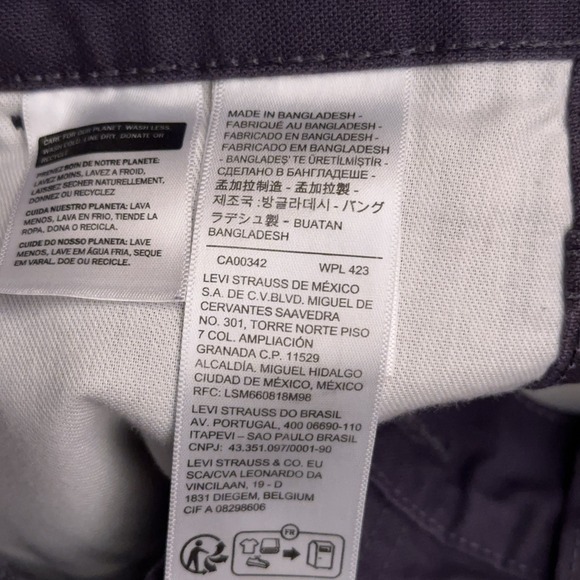 CARE FOR OUR PLANET: WASH LESS,
WASH COLD, LINE DRY, DONATE OR
RECYCLE
PRENEZ SOIN DE NOTRE PLANETE:
LAVEZ MOINS, LAVEZ A FROID,
LAISSEZ SECHER NATURELLEMENT,
DONNEZ OU RECYCLEZ
CUIDA NUESTRO PLANETA: LAVA
MENOS, LAVA EN FRIO, TIENDE LA
ROPA, DONA O RECICLA.
CUIDE DO NOSSO PLANETA: LAVE
MENOS, LAVE EM ÁGUA FRIA, SEQUE
EM VARAL, DOE OU RECICLE.
MADE IN BANGLADESH -
FABRIQUÉ AU BANGLADESH -
FABRICADO EN BANGLADESH -
FABRICADO EM BANGLADESH
- BANGLADEŞ' TE ÜRETİLMİŞTİR -
СДЕЛАНО В БАНГЛАДЕШЕ -
孟加拉制造 - 孟加拉製 -
제조국 :방글라데시 - バング
ラデシュ製 - BUATAN
BANGLADESH
CA00342 WPL 423
LEVI STRAUSS DE MÉXICO
S.A. DE C.V.BLVD. MIGUEL DE
CERVANTES SAAVEDRA
NO. 301, TORRE NORTE PISO
7 COL. AMPLIACIÓN
GRANADA C.P. 11529
ALCALDÍA. MIGUEL HIDALGO
CIUDAD DE MÉXICO, MÉXICO
RFC: LSM660818M98
LEVI STRAUSS DO BRASIL
AV. PORTUGAL, 400 06690-110
ITAPEVI – SAO PAULO BRASIL
CNPJ: 43.351.097/0001-90
LEVI STRAUSS & CO. EU
SCA/CVA LEONARDO DA
VINCILAAN, 19 - D
1831 DIEGEM, BELGIUM
CIF A 08298606
FR